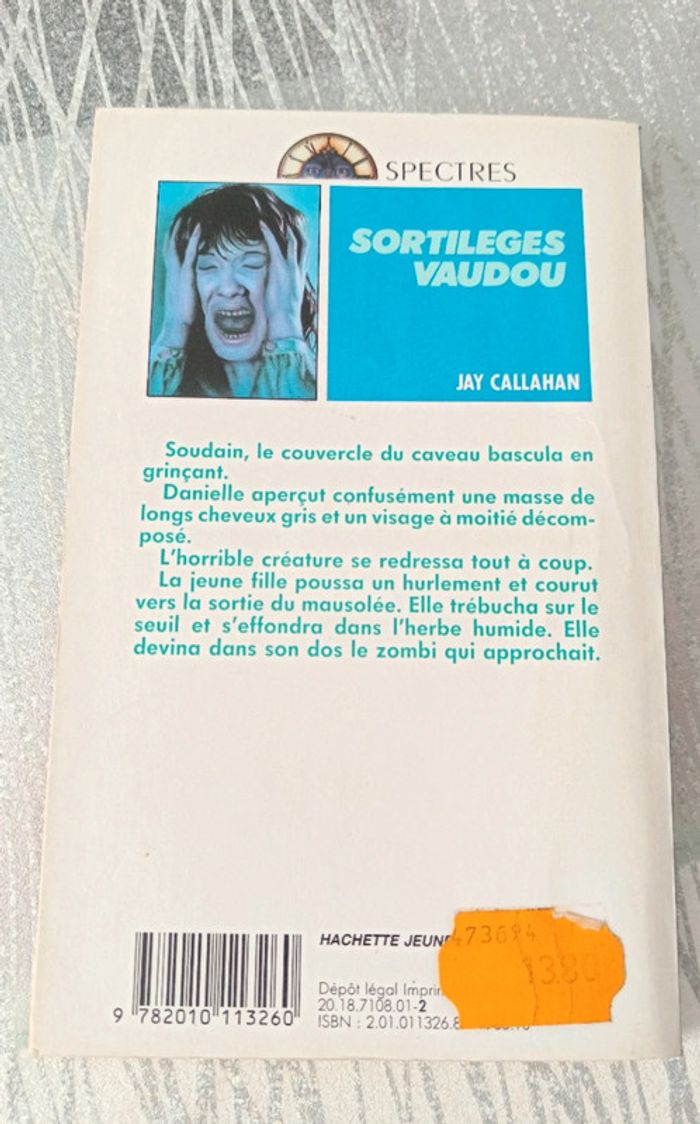 SPECTRES
SORTILEGES
VAUDOU
JAY CALLAHAN
Soudain, le couvercle du caveau bascula en
grinçant.
Danielle aperçut confusément une masse de
longs cheveux gris et un visage à moitié décom-
posé.
L'horrible créature se redressa tout à coup.
La jeune fille poussa un hurlement et courut
vers la sortie du mausolée. Elle trébucha sur le
seuil et s'effondra dans l'herbe humide. Elle
devina dans son dos le zombi qui approchait.
HACHETTE
473694
13.80
Dépôt légal
20.18.7108.01-2
ISBN : 2.01.011326.8
9 782010 113260